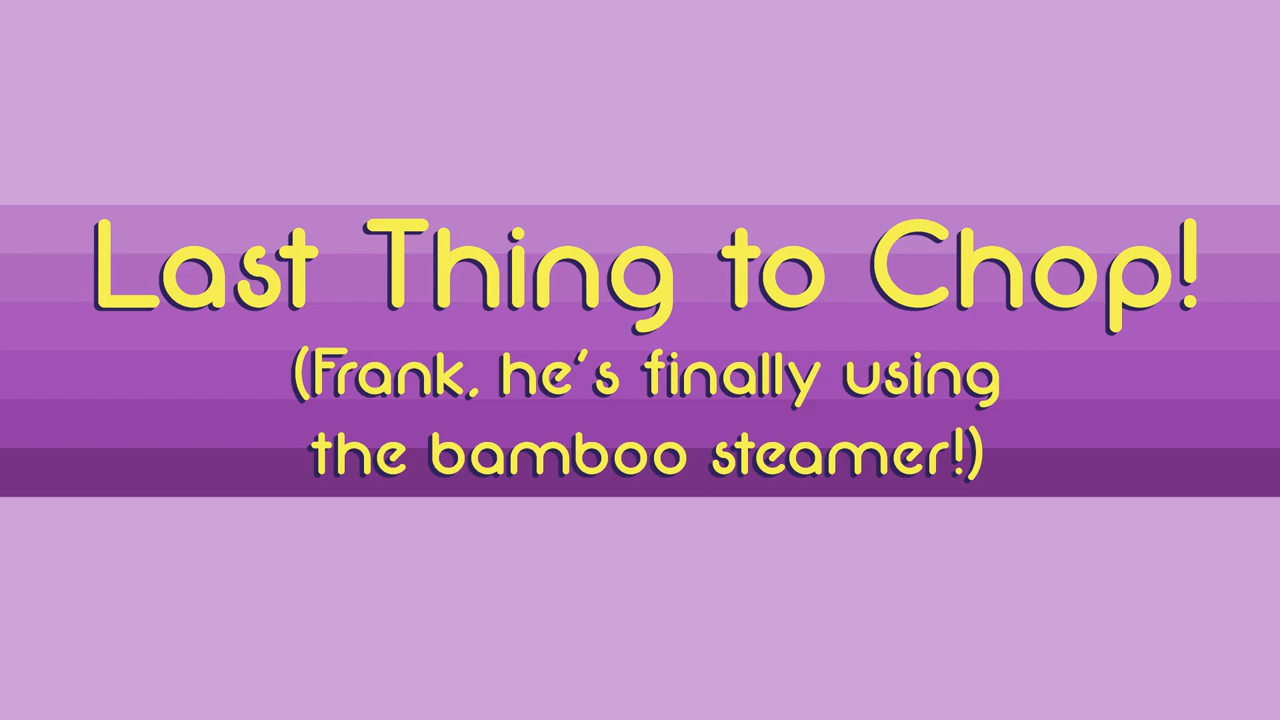 Last Thing to Chop!
(Frank, he's finally using
the bamboo steamer!)